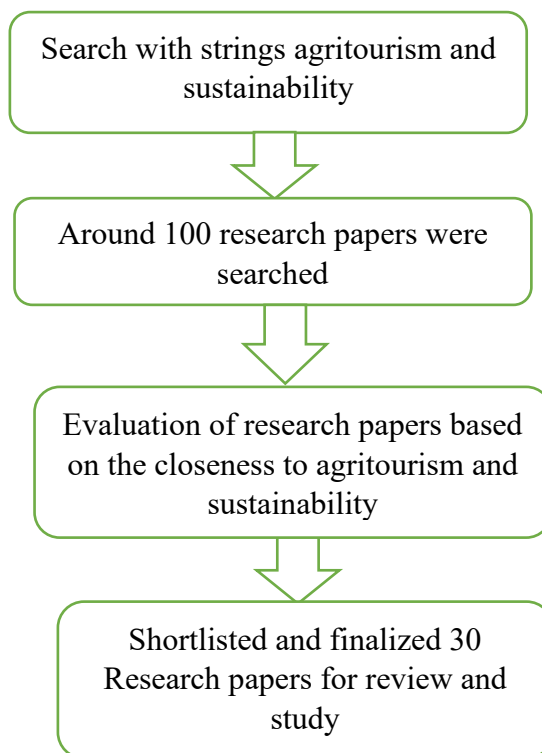 Search with strings agritourism and
sustainability
Around 100 research papers were
searched
Evaluation of research papers based
on the closeness to agritourism and
sustainability
Shortlisted and finalized 30
Research papers for review and
study